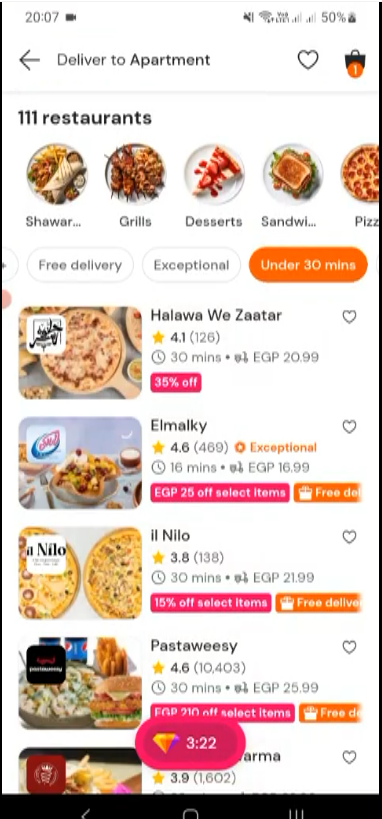 20:07
50%
Deliver to Apartment
1
111 restaurants
Shawar...
Grills
Desserts
Sandwi...
Pizz
Free delivery
Exceptional
Under 30 mins
Halawa We Zaatar
4.1 (126)
30 mins • EGP 20.99
35% off
Elmalky
4.6 (469) Exceptional
16 mins • EGP 16.99
EGP 25 off select items Free del
il Nilo
il Nilo
3.8 (138)
30 mins • EGP 21.99
15% off select items Free delive
Pastaweesy
pastaweesy
4.6 (10,403)
30 mins • EGP 25.99
EGP 210 off select items Free de
3:22
arma
3.9 (1,602)